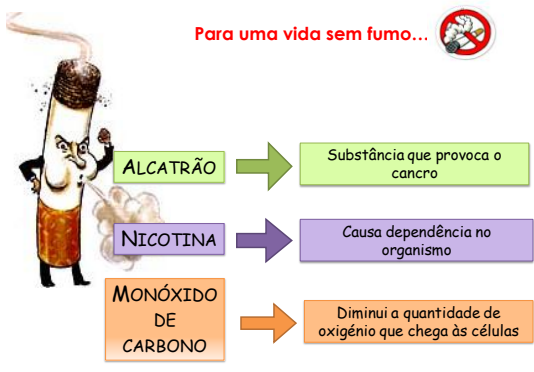 Para uma vida sem fumo...
ALCATRÃO
Substância que provoca o
cancro
NICOTINA
Causa dependência no
organismo
MONÓXIDO
DE
CARBONO
Diminui a quantidade de
oxigénio que chega às células